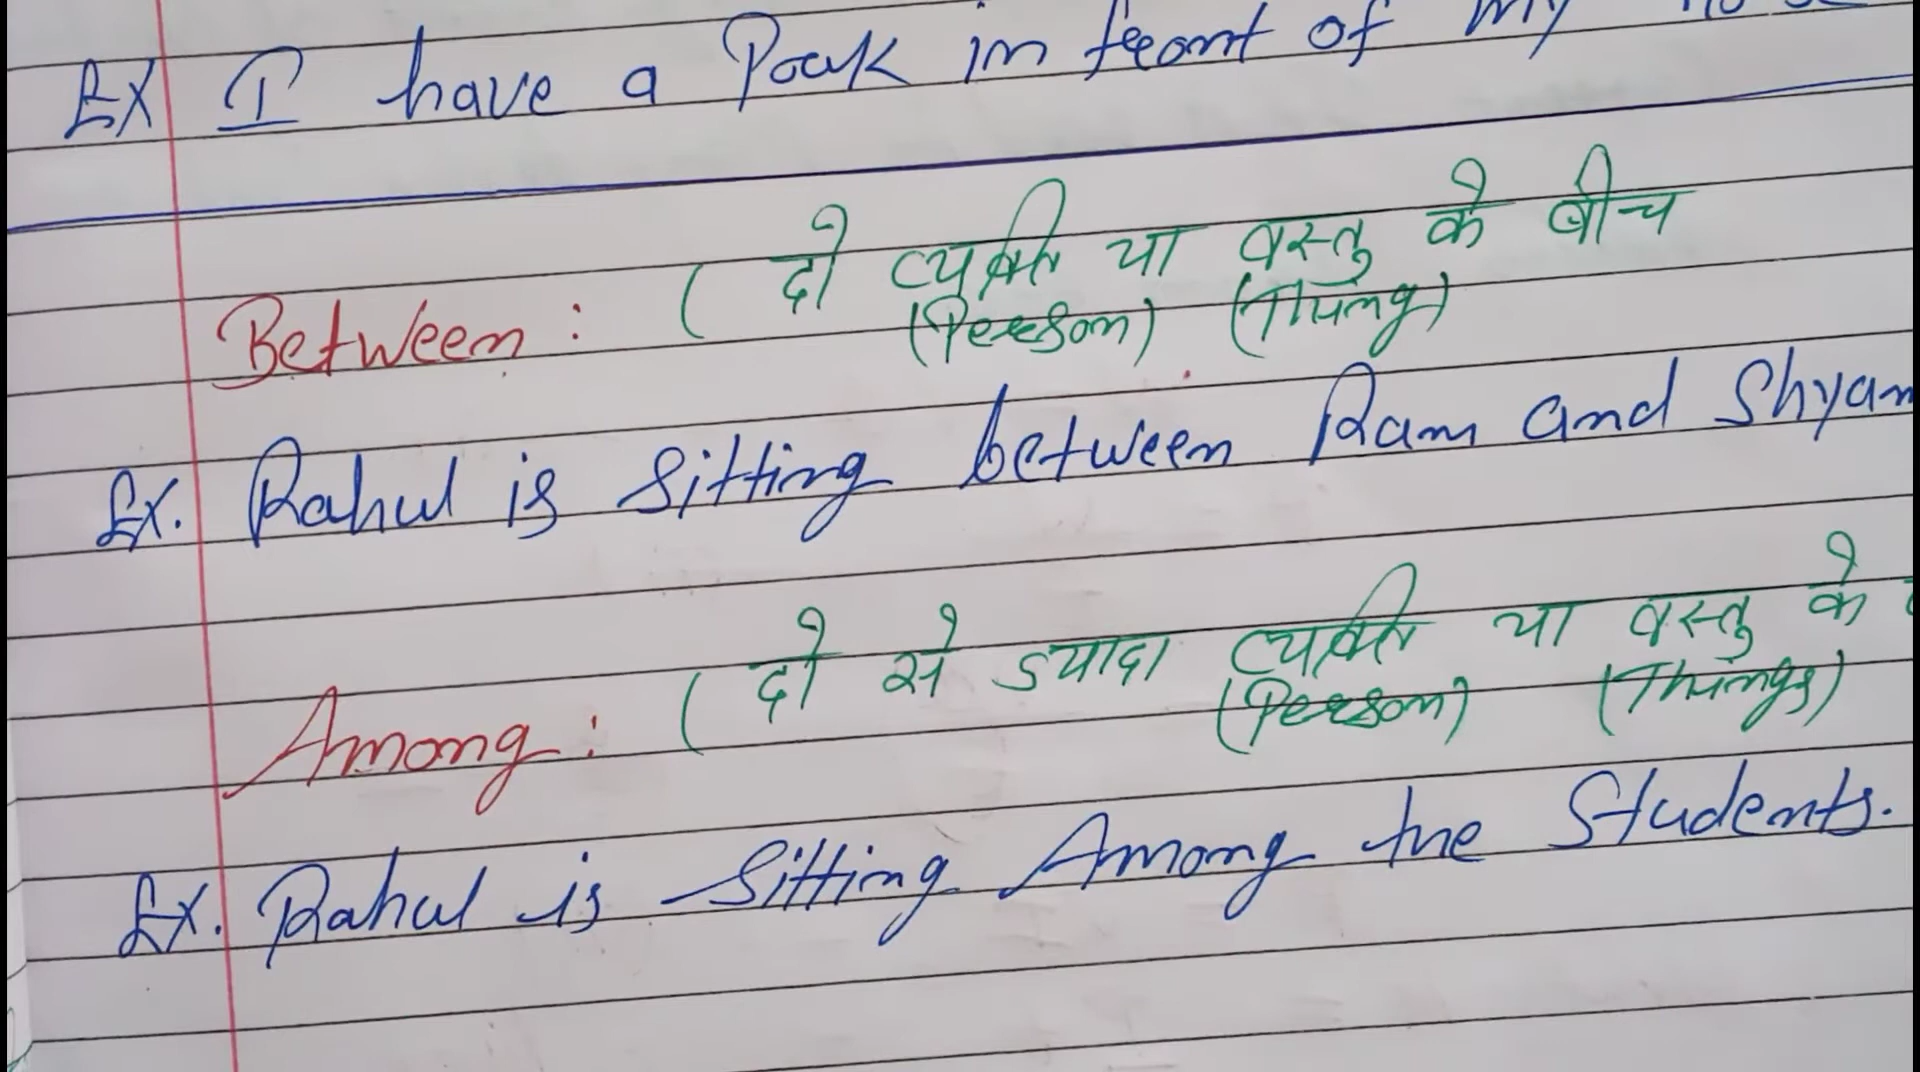 Ex I have a Park in front of my
Between : ( दो व्यक्ति या वस्तु के बीच
(Person) (Thing)
Ex. Rahul is Sitting between Ram and Shyam
Among : ( दो से ज्यादा व्यक्ति या वस्तु के
(Person) (Things)
Ex. Rahul is Sitting Among the Students.